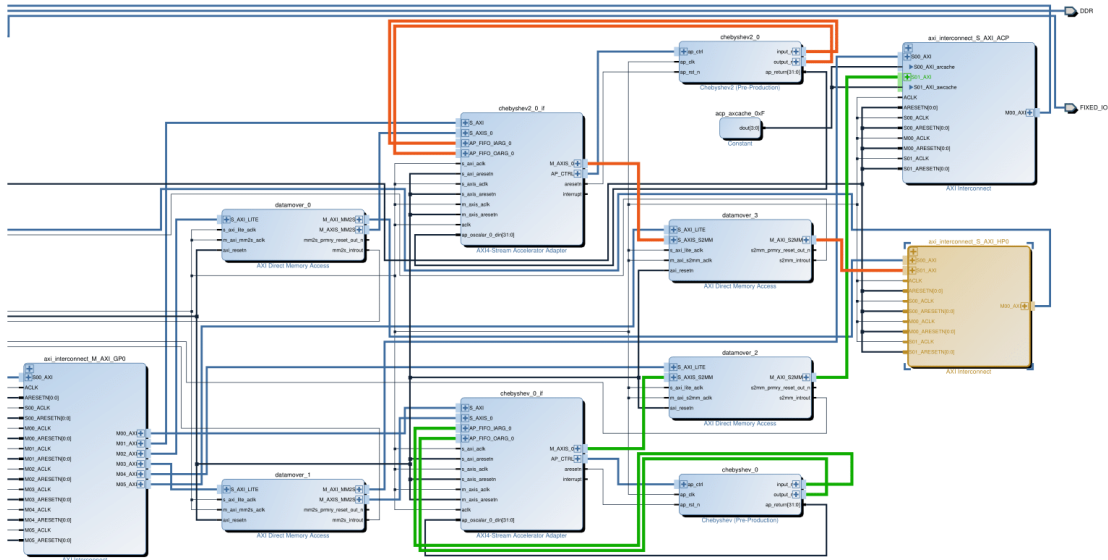 DDR
FIXED_IO
chebyshev2_0
ap_ctrl
ap_clk
ap_rst_n
input_r
output_r
ap_return[31:0]
Chebyshev2 (Pre-Production)
axi_interconnect_S_AXI_ACP
S00_AXI
S00_AXI_arcache
S01_AXI
S01_AXI_awcache
ACLK
ARESETN[0:0]
S00_ACLK
S00_ARESETN[0:0]
M00_ACLK
M00_ARESETN[0:0]
S01_ACLK
S01_ARESETN[0:0]
M00_AXI
AXI Interconnect
acp_axcache_0xF
dout[3:0]
Constant
chebyshev2_0_if
S_AXI
S_AXIS_0
AP_FIFO_IARG_0
AP_FIFO_OARG_0
s_axi_aclk
s_axi_aresetn
s_axis_aclk
s_axis_aresetn
m_axis_aclk
m_axis_aresetn
aclk
ap_oscalar_0_din[31:0]
M_AXIS_0
AP_CTRL
aresetn
interrupt
AXI4-Stream Accelerator Adapter
datamover_0
S_AXI_LITE
s_axi_lite_aclk
m_axi_mm2s_aclk
axi_resetn
M_AXI_MM2S
M_AXIS_MM2S
mm2s_prmry_reset_out_n
mm2s_introut
AXI Direct Memory Access
datamover_3
S_AXI_LITE
S_AXIS_S2MM
s_axi_lite_aclk
m_axi_s2mm_aclk
axi_resetn
M_AXI_S2MM
s2mm_prmry_reset_out_n
s2mm_introut
AXI Direct Memory Access
axi_interconnect_S_AXI_HP0
S00_AXI
S01_AXI
ACLK
ARESETN[0:0]
S00_ACLK
S00_ARESETN[0:0]
M00_ACLK
M00_ARESETN[0:0]
S01_ACLK
S01_ARESETN[0:0]
M00_AXI
AXI Interconnect
axi_interconnect_M_AXI_GP0
S00_AXI
ACLK
ARESETN[0:0]
S00_ACLK
S00_ARESETN[0:0]
M00_ACLK
M00_ARESETN[0:0]
M01_ACLK
M01_ARESETN[0:0]
M02_ACLK
M02_ARESETN[0:0]
M03_ACLK
M03_ARESETN[0:0]
M04_ACLK
M04_ARESETN[0:0]
M05_ACLK
M05_ARESETN[0:0]
M00_AXI
M01_AXI
M02_AXI
M03_AXI
M04_AXI
M05_AXI
AXI Interconnect
datamover_2
S_AXI_LITE
S_AXIS_S2MM
s_axi_lite_aclk
m_axi_s2mm_aclk
axi_resetn
M_AXI_S2MM
s2mm_prmry_reset_out_n
s2mm_introut
AXI Direct Memory Access
chebyshev_0_if
S_AXI
S_AXIS_0
AP_FIFO_IARG_0
AP_FIFO_OARG_0
s_axi_aclk
s_axi_aresetn
s_axis_aclk
s_axis_aresetn
m_axis_aclk
m_axis_aresetn
aclk
ap_oscalar_0_din[31:0]
M_AXIS_0
AP_CTRL
aresetn
interrupt
AXI4-Stream Accelerator Adapter
datamover_1
S_AXI_LITE
s_axi_lite_aclk
m_axi_mm2s_aclk
axi_resetn
M_AXI_MM2S
M_AXIS_MM2S
mm2s_prmry_reset_out_n
mm2s_introut
AXI Direct Memory Access
chebyshev_0
ap_ctrl
ap_clk
ap_rst_n
input_r
output_r
ap_return[31:0]
Chebyshev (Pre-Production)